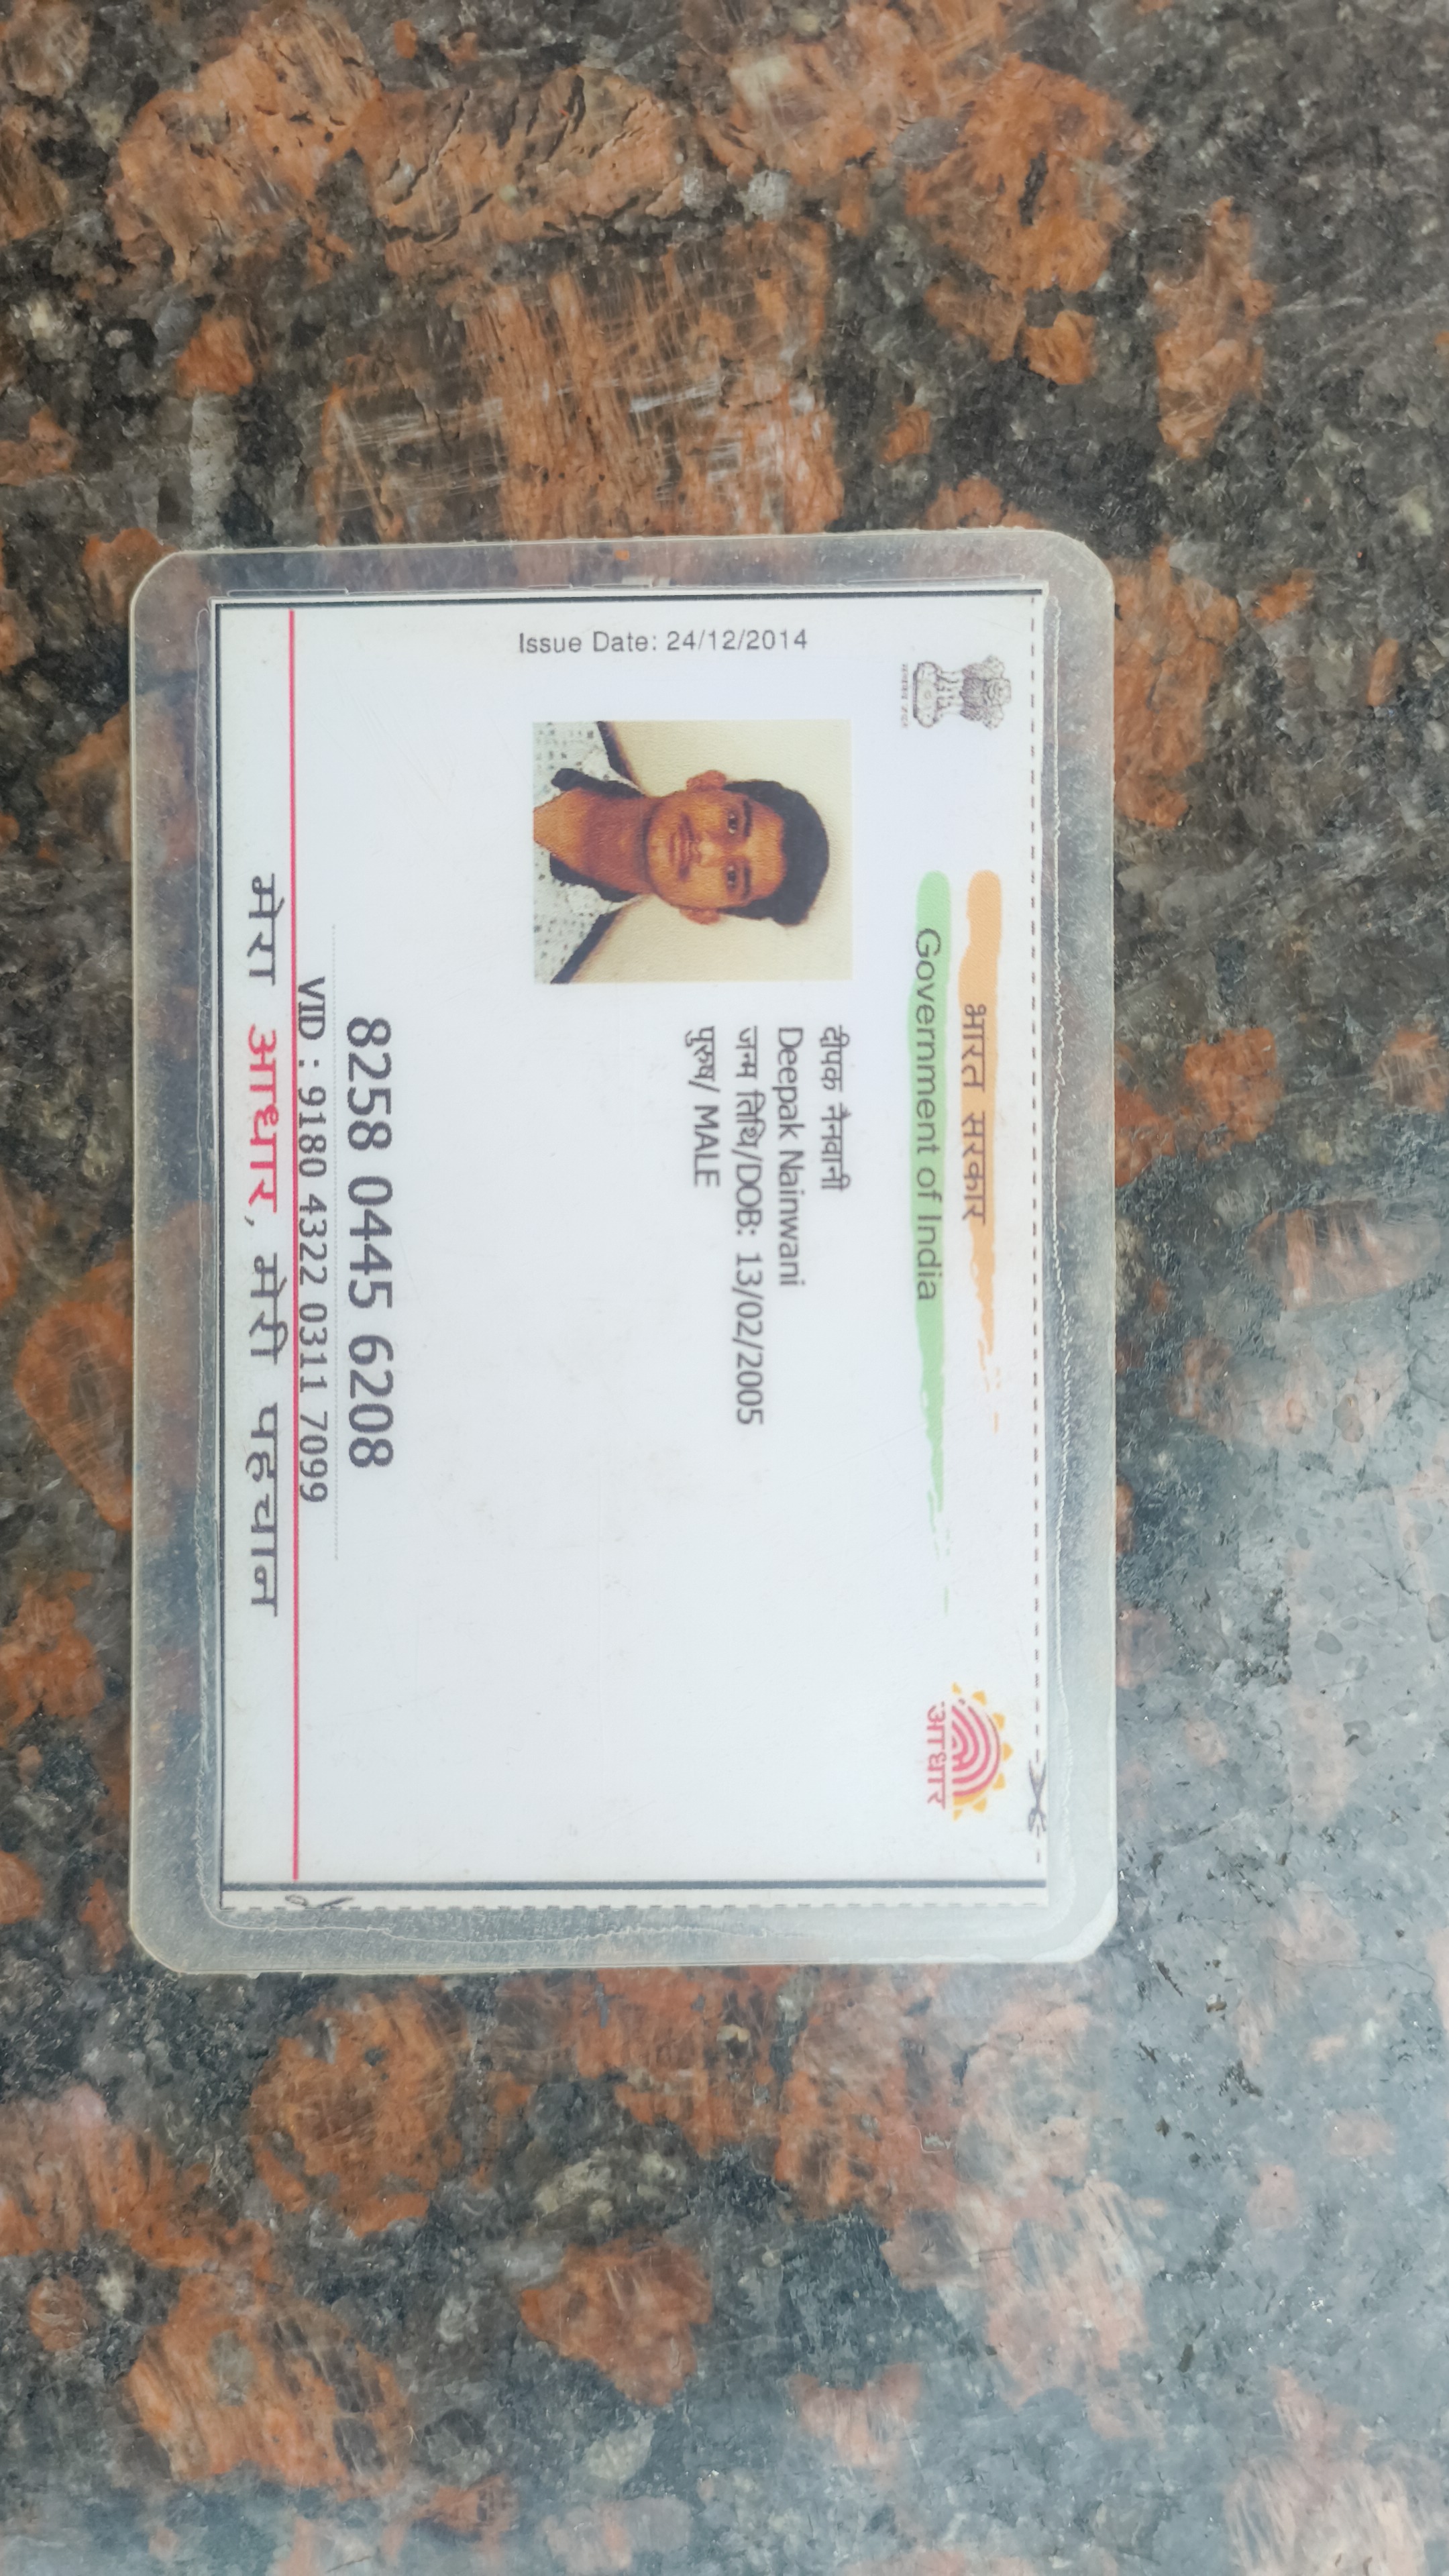 भारत सरकार
Government of India
Issue Date: 24/12/2014
दीपक नैनवानी
Deepak Nainwani
जन्म तिथि/DOB: 13/02/2005
पुरुष/ MALE
आधार
8258 0445 6208
VID : 9180 4322 0311 7099
मेरा आधार, मेरी पहचान